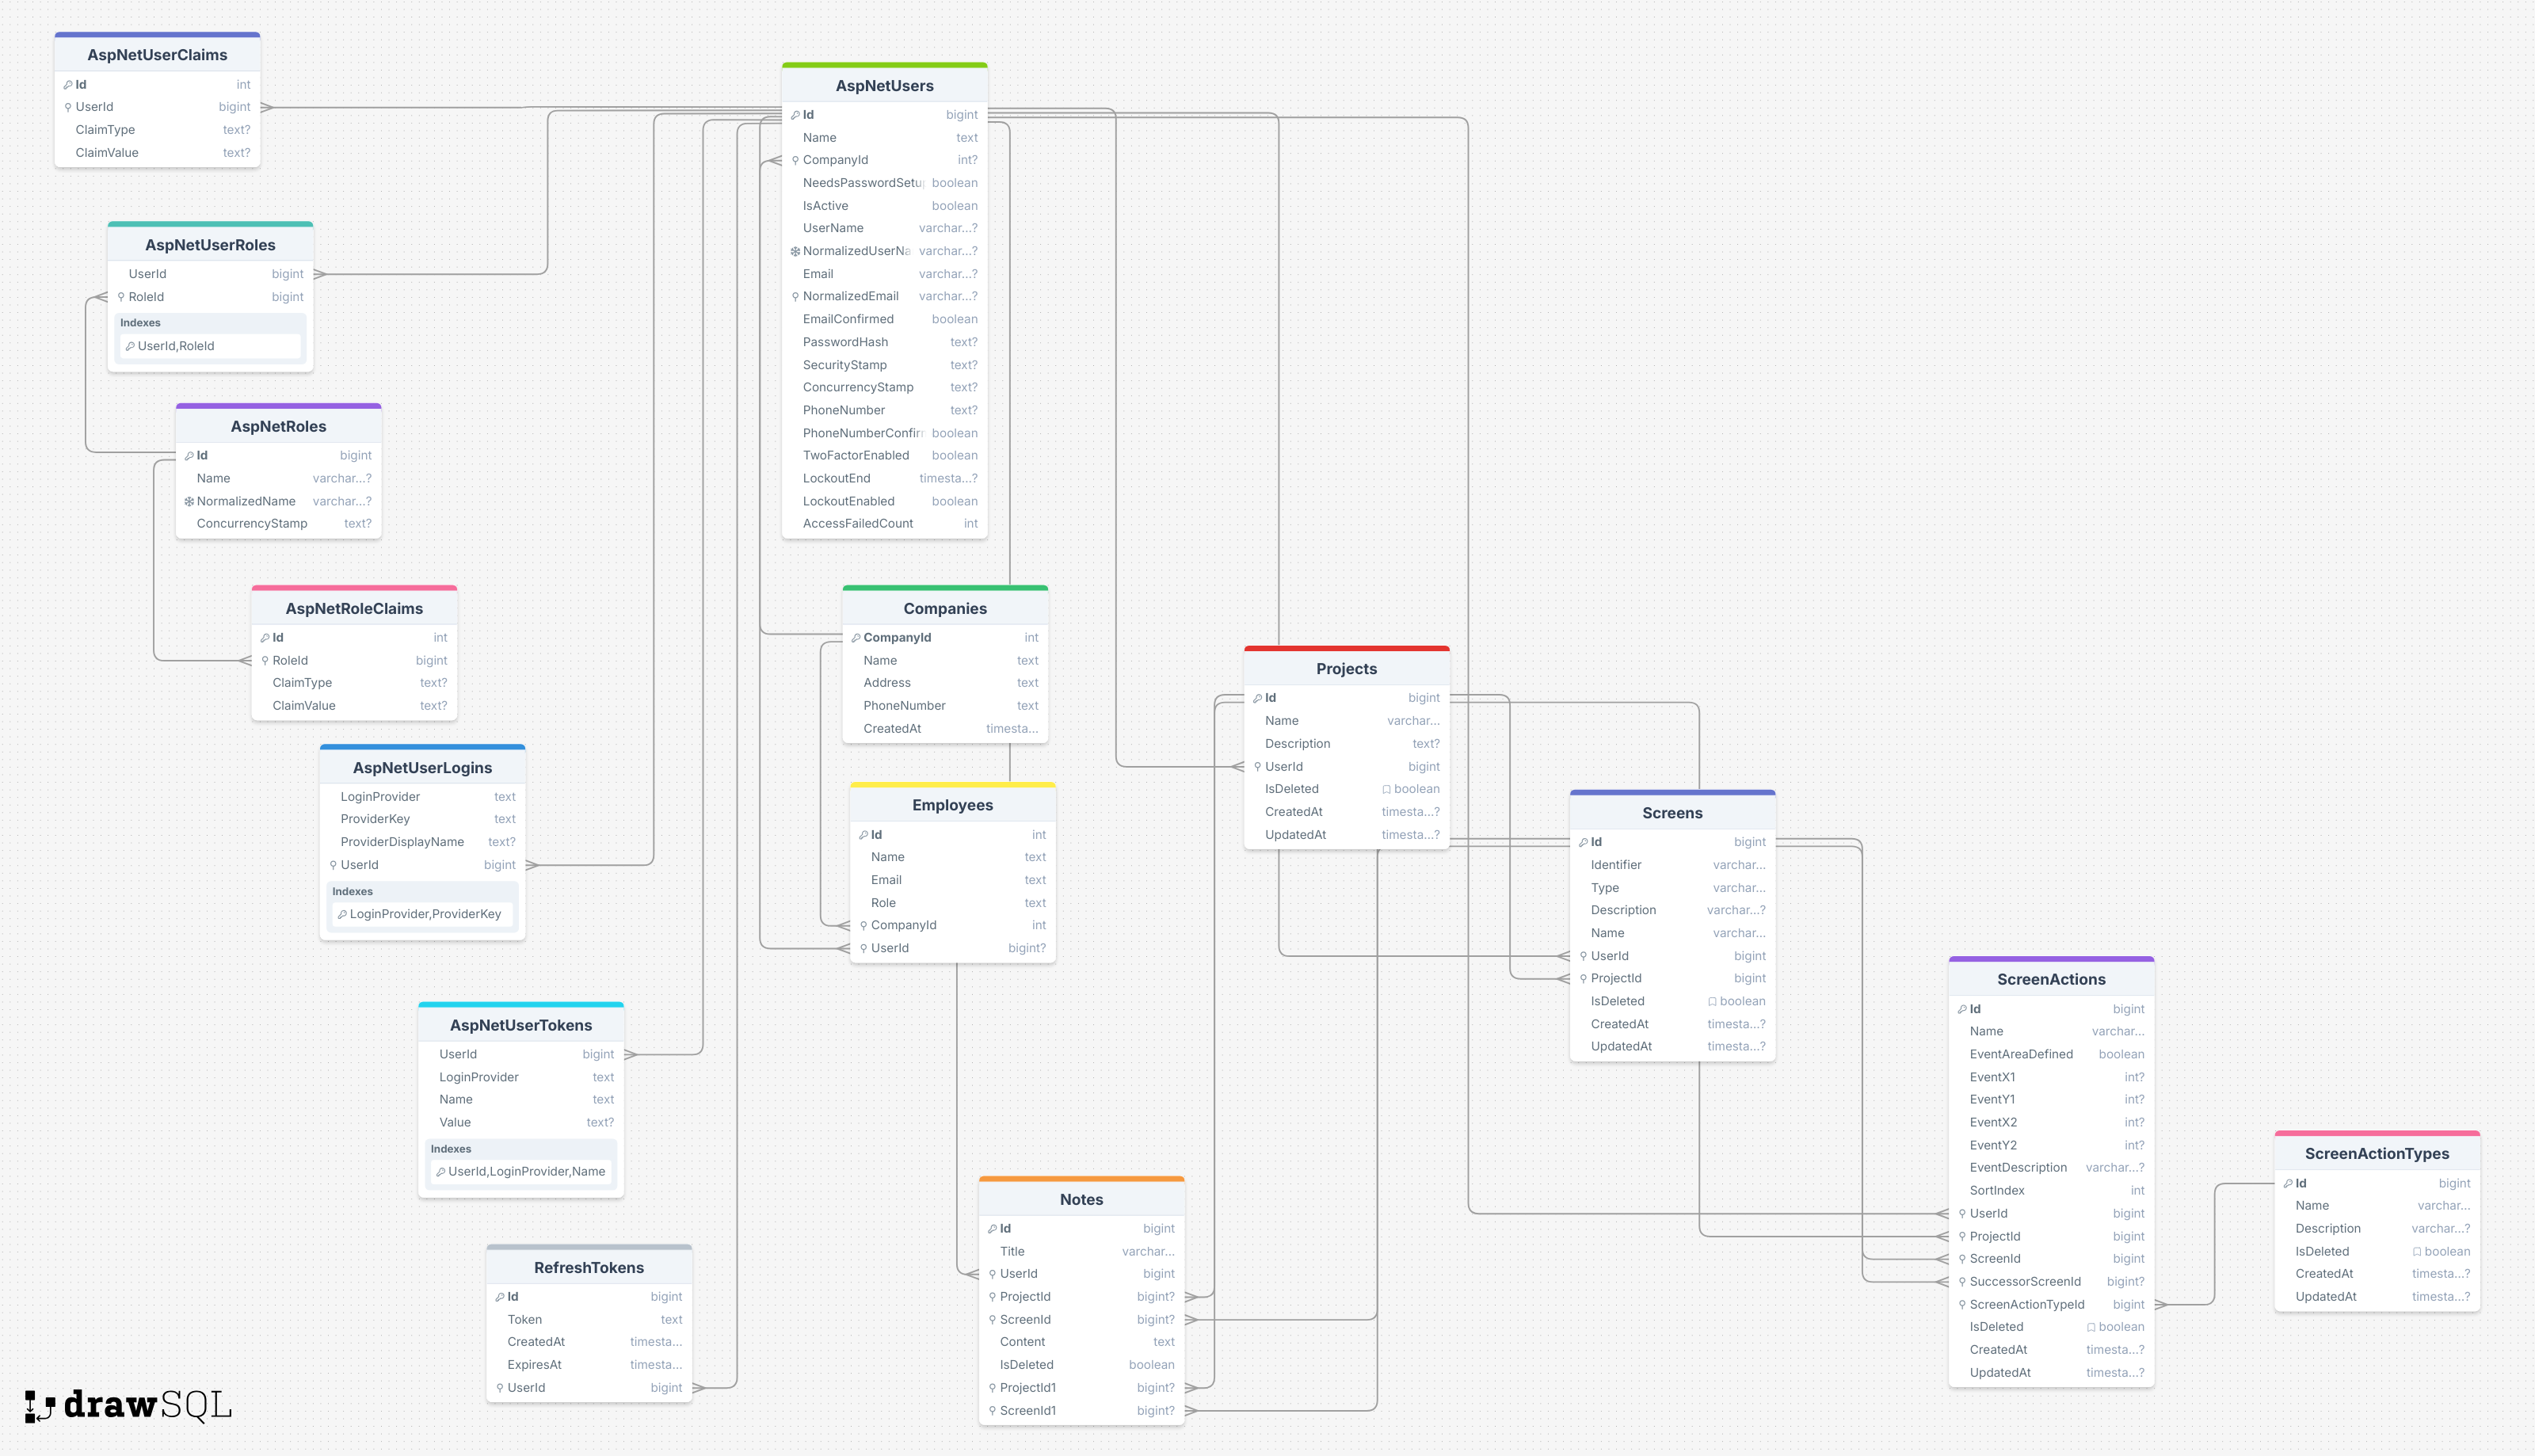 AspNetUserClaims
Id int
UserId bigint
ClaimType text?
ClaimValue text?
AspNetUserRoles
UserId bigint
RoleId bigint
Indexes
UserId,RoleId
AspNetRoles
Id bigint
Name varchar...?
NormalizedName varchar...?
ConcurrencyStamp text?
AspNetRoleClaims
Id int
RoleId bigint
ClaimType text?
ClaimValue text?
AspNetUserLogins
LoginProvider text
ProviderKey text
ProviderDisplayName text?
UserId bigint
Indexes
LoginProvider,ProviderKey
AspNetUserTokens
UserId bigint
LoginProvider text
Name text
Value text?
Indexes
UserId,LoginProvider,Name
RefreshTokens
Id bigint
Token text
CreatedAt timesta...
ExpiresAt timesta...
UserId bigint
AspNetUsers
Id bigint
Name text
CompanyId int?
NeedsPasswordSetu boolean
IsActive boolean
UserName varchar...?
NormalizedUserNa varchar...?
Email varchar...?
NormalizedEmail varchar...?
EmailConfirmed boolean
PasswordHash text?
SecurityStamp text?
ConcurrencyStamp text?
PhoneNumber text?
PhoneNumberConfir boolean
TwoFactorEnabled boolean
LockoutEnd timesta...?
LockoutEnabled boolean
AccessFailedCount int
Companies
CompanyId int
Name text
Address text
PhoneNumber text
CreatedAt timesta...
Employees
Id int
Name text
Email text
Role text
CompanyId int
UserId bigint?
Notes
Id bigint
Title varchar...
UserId bigint
ProjectId bigint?
ScreenId bigint?
Content text
IsDeleted boolean
ProjectId1 bigint?
ScreenId1 bigint?
Projects
Id bigint
Name varchar...
Description text?
UserId bigint
IsDeleted boolean
CreatedAt timesta...?
UpdatedAt timesta...?
Screens
Id bigint
Identifier varchar...
Type varchar...
Description varchar...?
Name varchar...
UserId bigint
ProjectId bigint
IsDeleted boolean
CreatedAt timesta...?
UpdatedAt timesta...?
ScreenActions
Id bigint
Name varchar...
EventAreaDefined boolean
EventX1 int?
EventY1 int?
EventX2 int?
EventY2 int?
EventDescription varchar...?
SortIndex int
UserId bigint
ProjectId bigint
ScreenId bigint
SuccessorScreenId bigint?
ScreenActionTypeId bigint
IsDeleted boolean
CreatedAt timesta...?
UpdatedAt timesta...?
ScreenActionTypes
Id bigint
Name varchar...
Description varchar...?
IsDeleted boolean
CreatedAt timesta...?
UpdatedAt timesta...?
drawSQL